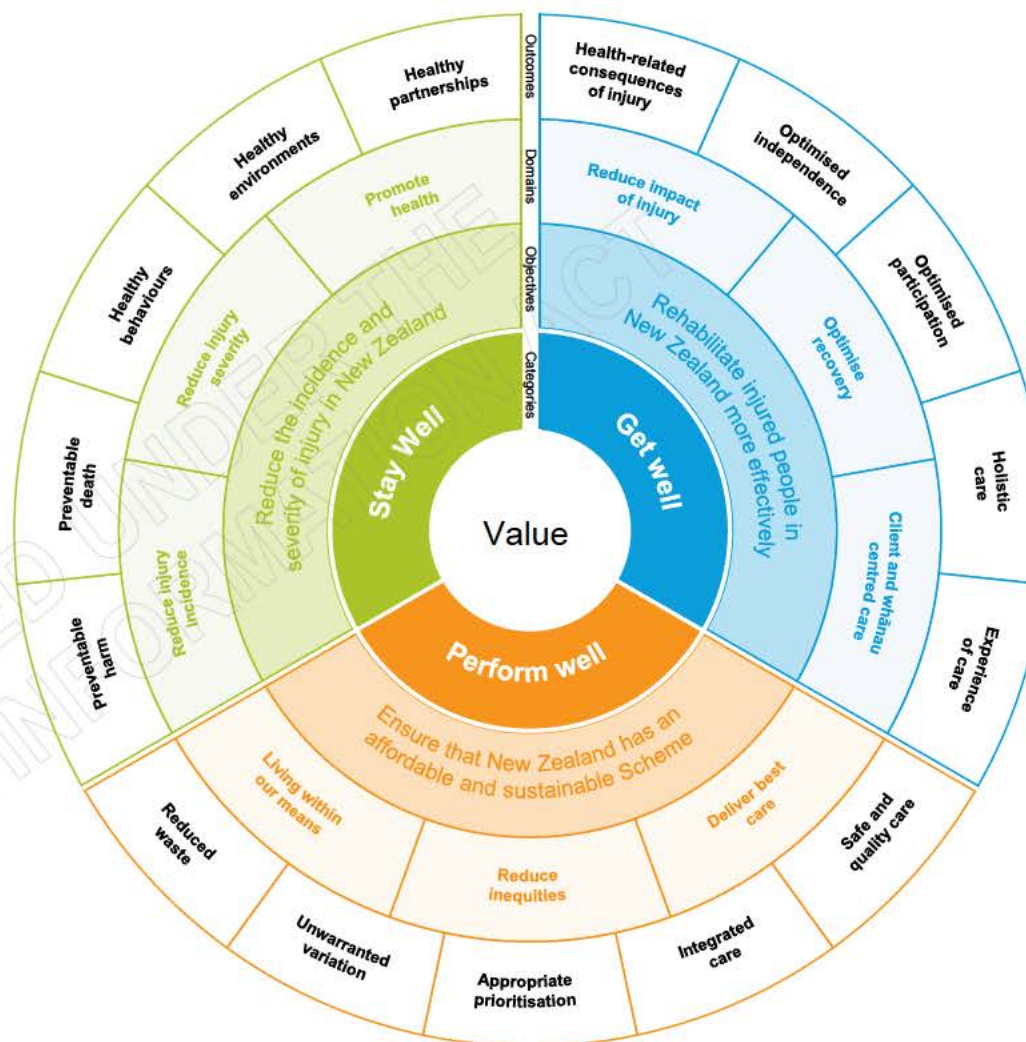 Outcomes
Domains
Objectives
Categories
Value
Stay Well
Reduce the incidence and
severity of injury in New Zealand
Promote
health
Reduce injury
severity
Reduce injury
incidence
Healthy
partnerships
Healthy
environments
Healthy
behaviours
Preventable
death
Preventable
harm
Get well
Rehabilitate injured people in
New Zealand more effectively
Reduce impact
of injury
Optimise
recovery
Client and whānau
centred care
Health-related
consequences
of injury
Optimised
independence
Optimised
participation
Holistic
care
Experience
of care
Perform well
Ensure that New Zealand has an
affordable and sustainable Scheme
Living within
our means
Reduce
inequities
Deliver best
care
Reduced
waste
Unwarranted
variation
Appropriate
prioritisation
Integrated
care
Safe and
quality care
ED UNDER THE
INFORMATION ACT